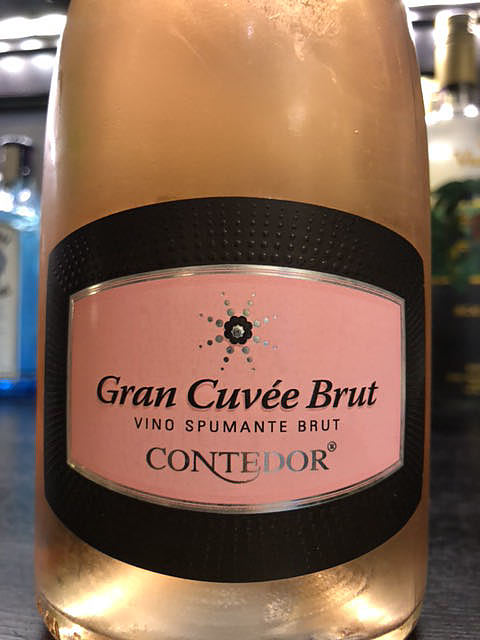 Gran Cuvée Brut
VINO SPUMANTE BRUT
CONTEDOR®